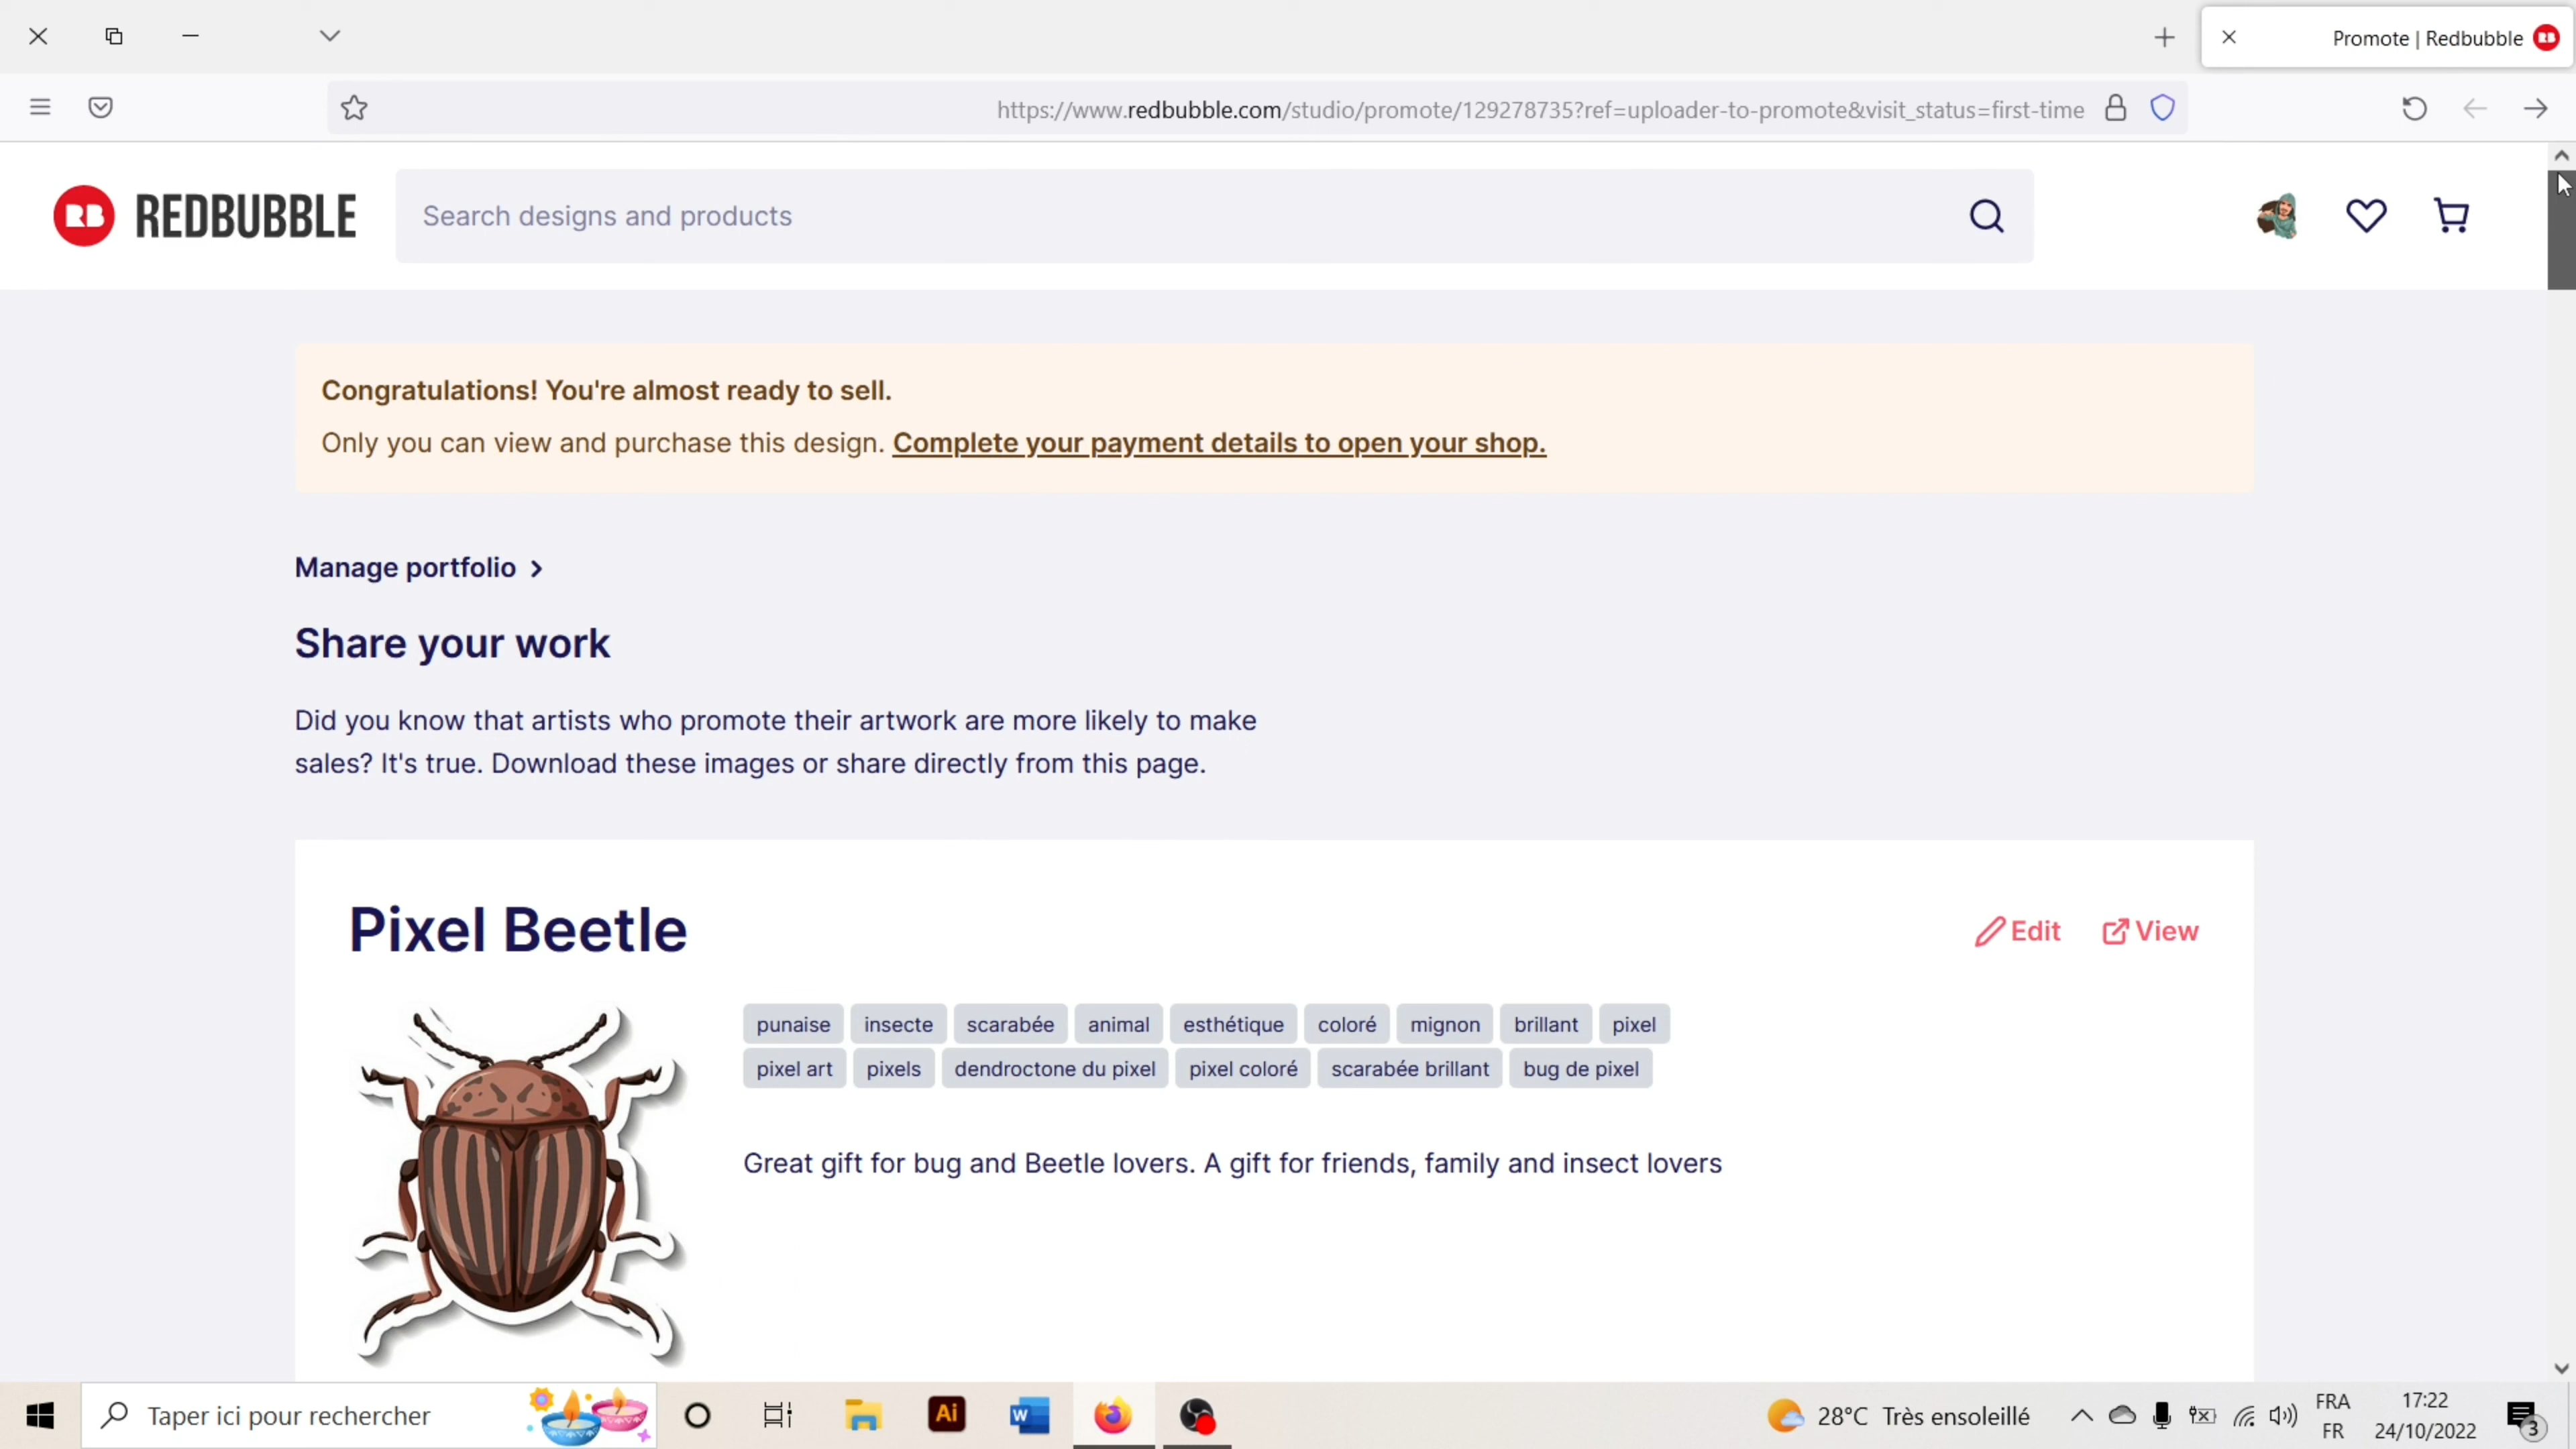 Promote | Redbubble
https://www.redbubble.com/studio/promote/129278735?ref=uploader-to-promote&visit_status=first-time
RB REDBUBBLE
Search designs and products
Congratulations! You're almost ready to sell.
Only you can view and purchase this design. Complete your payment details to open your shop.
Manage portfolio
Share your work
Did you know that artists who promote their artwork are more likely to make
sales? It's true. Download these images or share directly from this page.
Pixel Beetle
Edit View
punaise insecte scarabée animal esthétique coloré mignon brillant pixel
pixel art pixels dendroctone du pixel pixel coloré scarabée brillant bug de pixel
Great gift for bug and Beetle lovers. A gift for friends, family and insect lovers
Taper ici pour rechercher
Ai
W
28°C Très ensoleillé
FRA
FR
17:22
24/10/2022
3